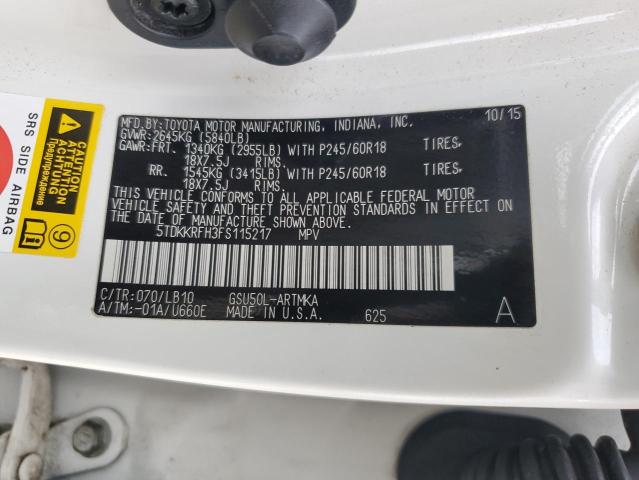 MFD.BY:TOYOTA MOTOR MANUFACTURING, INDIANA, INC. 10/15
GVWR:2645KG (5840LB)
GAWR:FRT. 1340KG (2955LB) WITH P245/60R18 TIRES,
18X7.5J RIMS.
RR. 1545KG (3415LB) WITH P245/60R18 TIRES,
18X7.5J RIMS.
THIS VEHICLE CONFORMS TO ALL APPLICABLE FEDERAL MOTOR
VEHICLE SAFETY AND THEFT PREVENTION STANDARDS IN EFFECT ON
THE DATE OF MANUFACTURE SHOWN ABOVE.
5TDKKRFH3FS115217 MPV
C/TR:070/LB10 GSU50L-ARTMKA
A/TM:-01A/U660E MADE IN U.S.A. 625 A
SRS SIDE AIRBAG
CAUTION
ATTENTION
ACHTUNG
Предупреждение
9